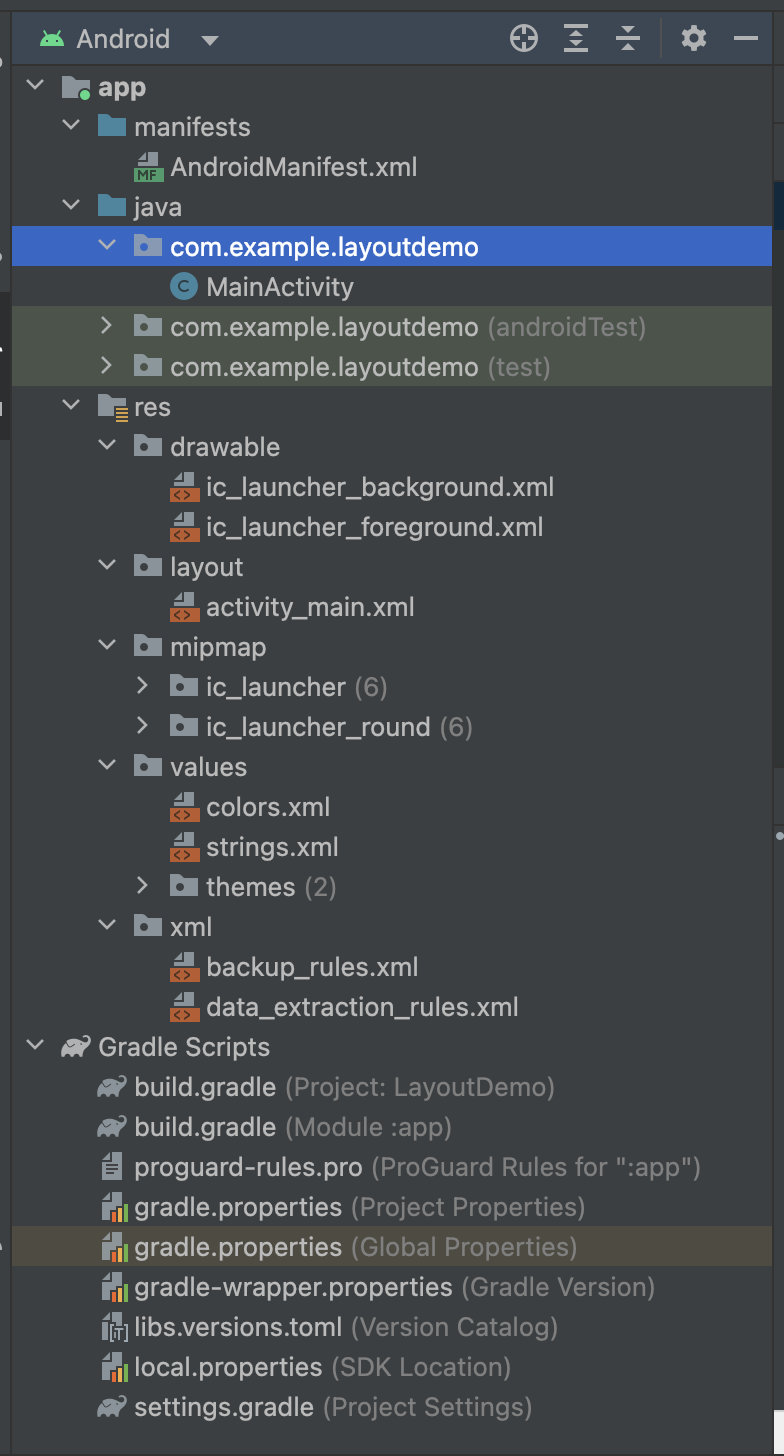 Android
app
manifests
MF AndroidManifest.xml
java
com.example.layoutdemo
C MainActivity
com.example.layoutdemo (androidTest)
com.example.layoutdemo (test)
res
drawable
<> ic_launcher_background.xml
<> ic_launcher_foreground.xml
layout
<> activity_main.xml
mipmap
ic_launcher (6)
ic_launcher_round (6)
values
<> colors.xml
<> strings.xml
themes (2)
xml
<> backup_rules.xml
<> data_extraction_rules.xml
Gradle Scripts
build.gradle (Project: LayoutDemo)
build.gradle (Module :app)
proguard-rules.pro (ProGuard Rules for ":app")
gradle.properties (Project Properties)
gradle.properties (Global Properties)
gradle-wrapper.properties (Gradle Version)
[T] libs.versions.toml (Version Catalog)
local.properties (SDK Location)
settings.gradle (Project Settings)